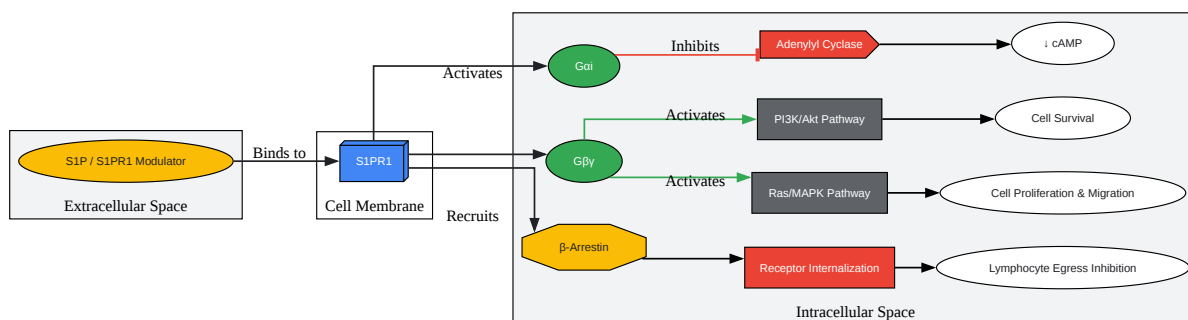 S1P / S1PR1 Modulator
Extracellular Space
Binds to
S1PR1
Cell Membrane
Activates
Recruits
Gαi
Inhibits
Adenylyl Cyclase
↓ cAMP
Gβγ
Activates
PI3K/Akt Pathway
Cell Survival
Activates
Ras/MAPK Pathway
Cell Proliferation & Migration
β-Arrestin
Receptor Internalization
Lymphocyte Egress Inhibition
Intracellular Space